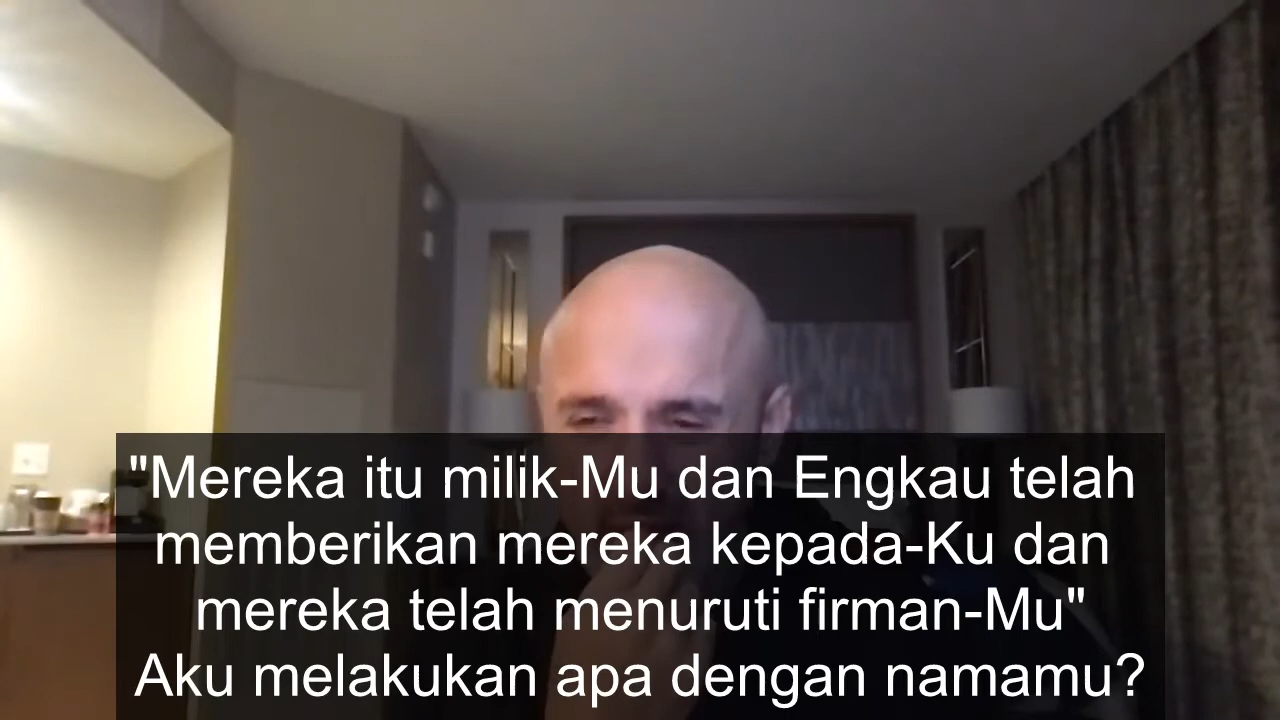 "Mereka itu milik-Mu dan Engkau telah
memberikan mereka kepada-Ku dan
mereka telah menuruti firman-Mu"
Aku melakukan apa dengan namamu?